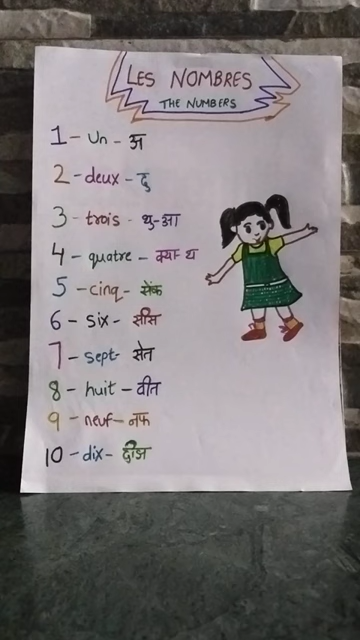 LES NOMBRES
THE NUMBERS
1 - un - अ
2 - deux - दु
3 - trois - थु-आ
4 - quatre - क्या-थ
5 - cinq - सेंक
6 - six - सीस
7 - sept - सेत
8 - huit - वीत
9 - neuf - नफ
10 - dix - दीज